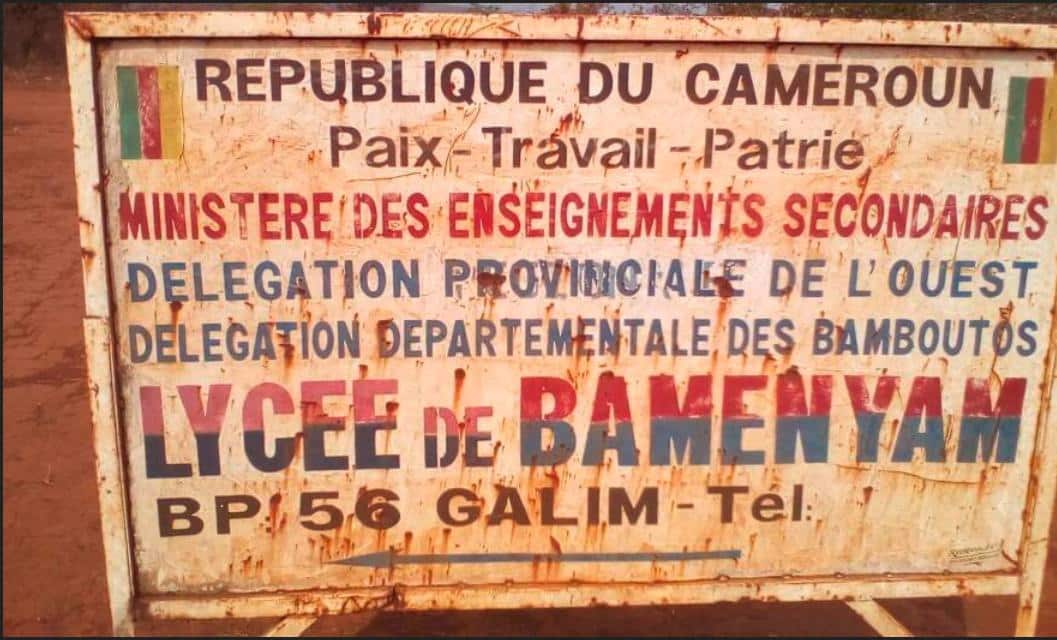 REPUBLIQUE DU CAMEROUN
Paix - Travail - Patrie
MINISTERE DES ENSEIGNEMENTS SECONDAIRES
DELEGATION PROVINCIALE DE L'OUEST
DELEGATION DEPARTEMENTALE DES BAMBOUTOS
LYCEE DE BAMENYAM
BP 56 GALIM - Tel: